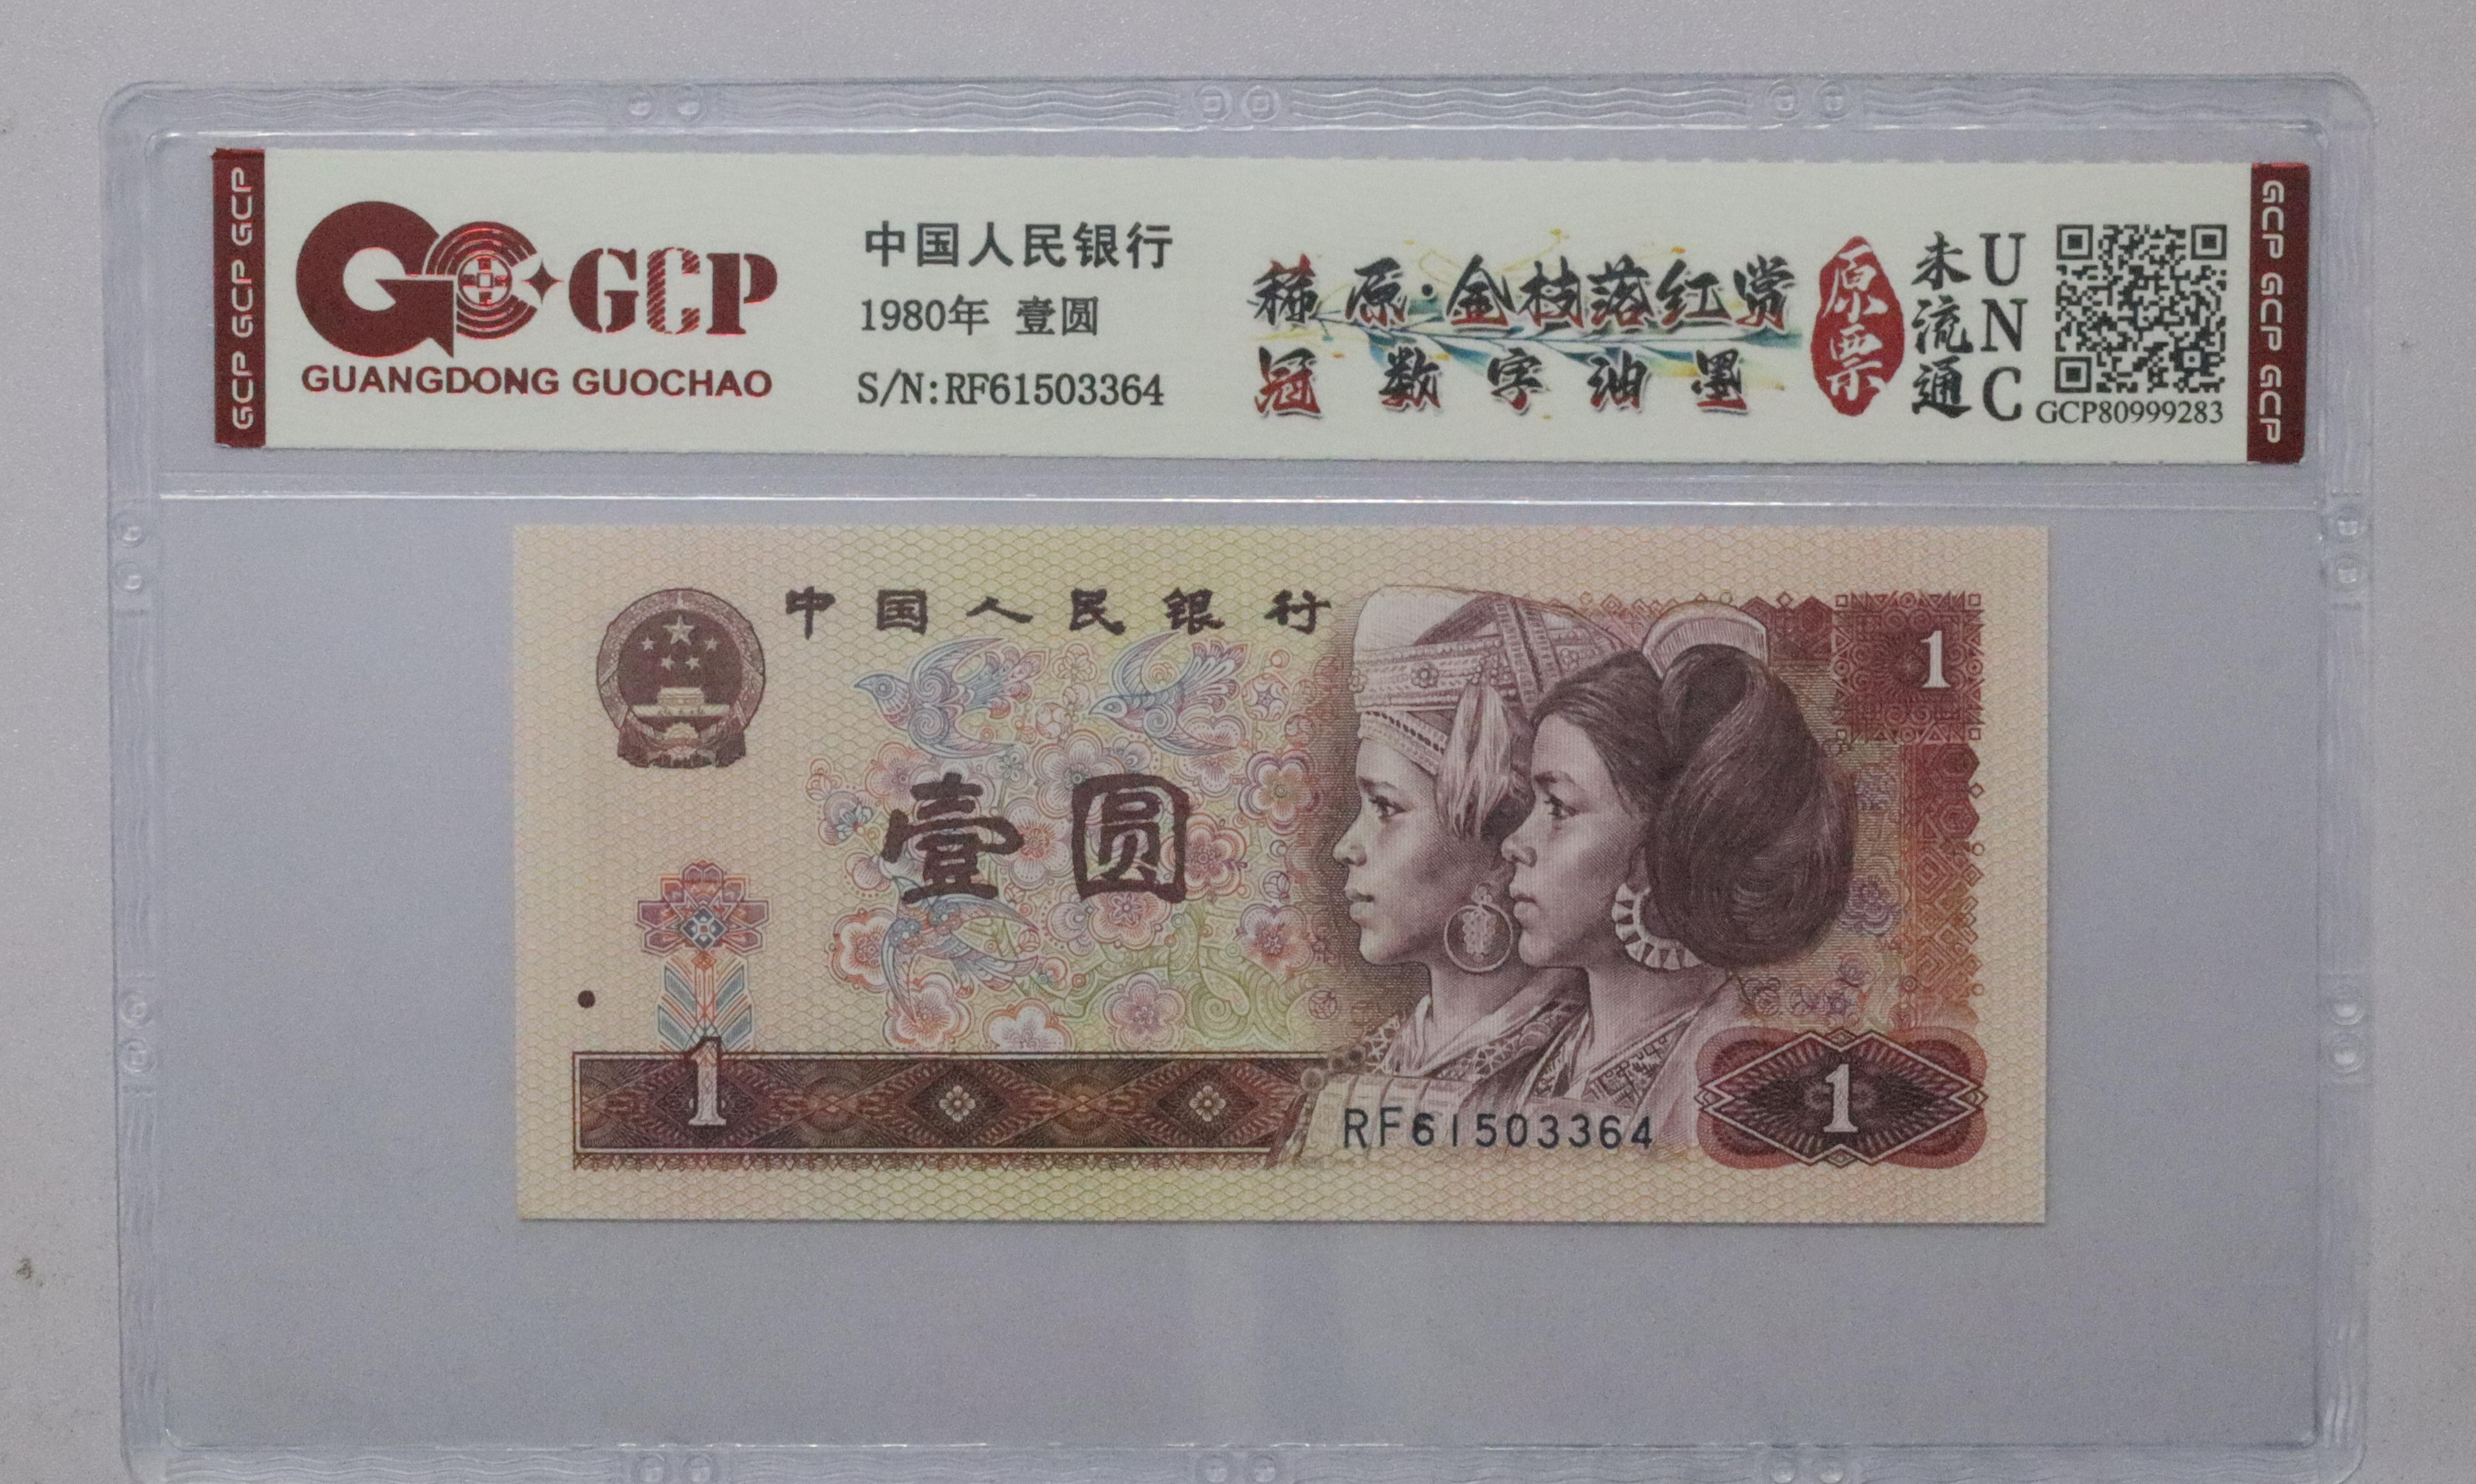 GCP GCP GCP
GCP
GUANGDONG GUOCHAO
中国人民银行
1980年 壹圆
S/N:RF61503364
稀原·金枝落红赏
冠数字油墨
原票
未流通
UNC
GCP80999283
GCP GCP GCP
中国人民银行
1
壹圆
1
RF61503364
1